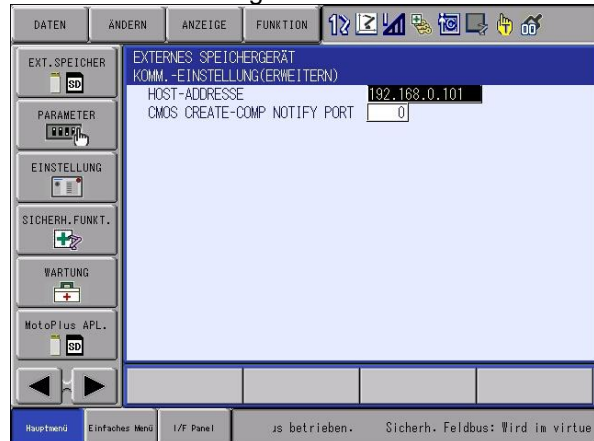 DATEN ÄNDERN ANZEIGE FUNKTION
EXT.SPEICHER
SD
EXTERNES SPEICHERGERÄT
KOMM.-EINSTELLUNG(ERWEITERN)
HOST-ADDRESSE 192.168.0.101
CMOS CREATE-COMP NOTIFY PORT 0
PARAMETER
EINSTELLUNG
SICHERH.FUNKT.
WARTUNG
MotoPlus APL.
SD
Hauptmenü Einfaches Menü I/F Panel us betrieben. Sicherh. Feldbus: Wird im virtue